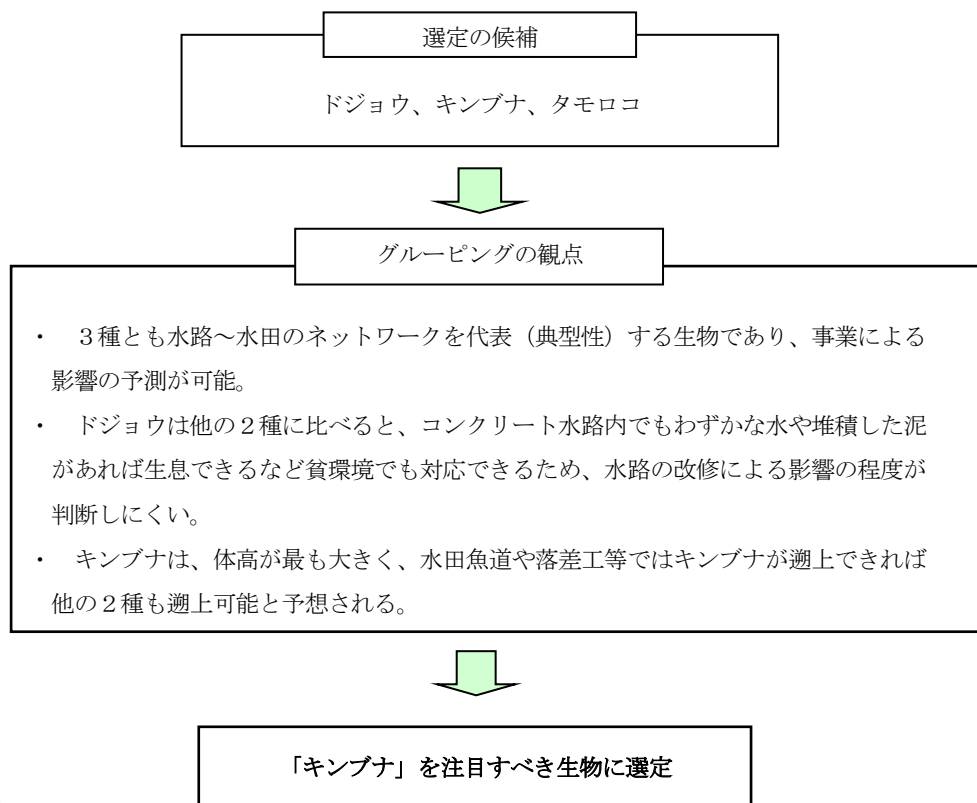 選定の候補
ドジョウ、キンブナ、タモロコ
グルーピングの観点
・ ３種とも水路～水田のネットワークを代表（典型性）する生物であり、事業による
影響の予測が可能。
・ ドジョウは他の２種に比べると、コンクリート水路内でもわずかな水や堆積した泥
があれば生息できるなど貧環境でも対応できるため、水路の改修による影響の程度が
判断しにくい。
・ キンブナは、体高が最も大きく、水田魚道や落差工等ではキンブナが遡上できれば
他の２種も遡上可能と予想される。
「キンブナ」を注目すべき生物に選定